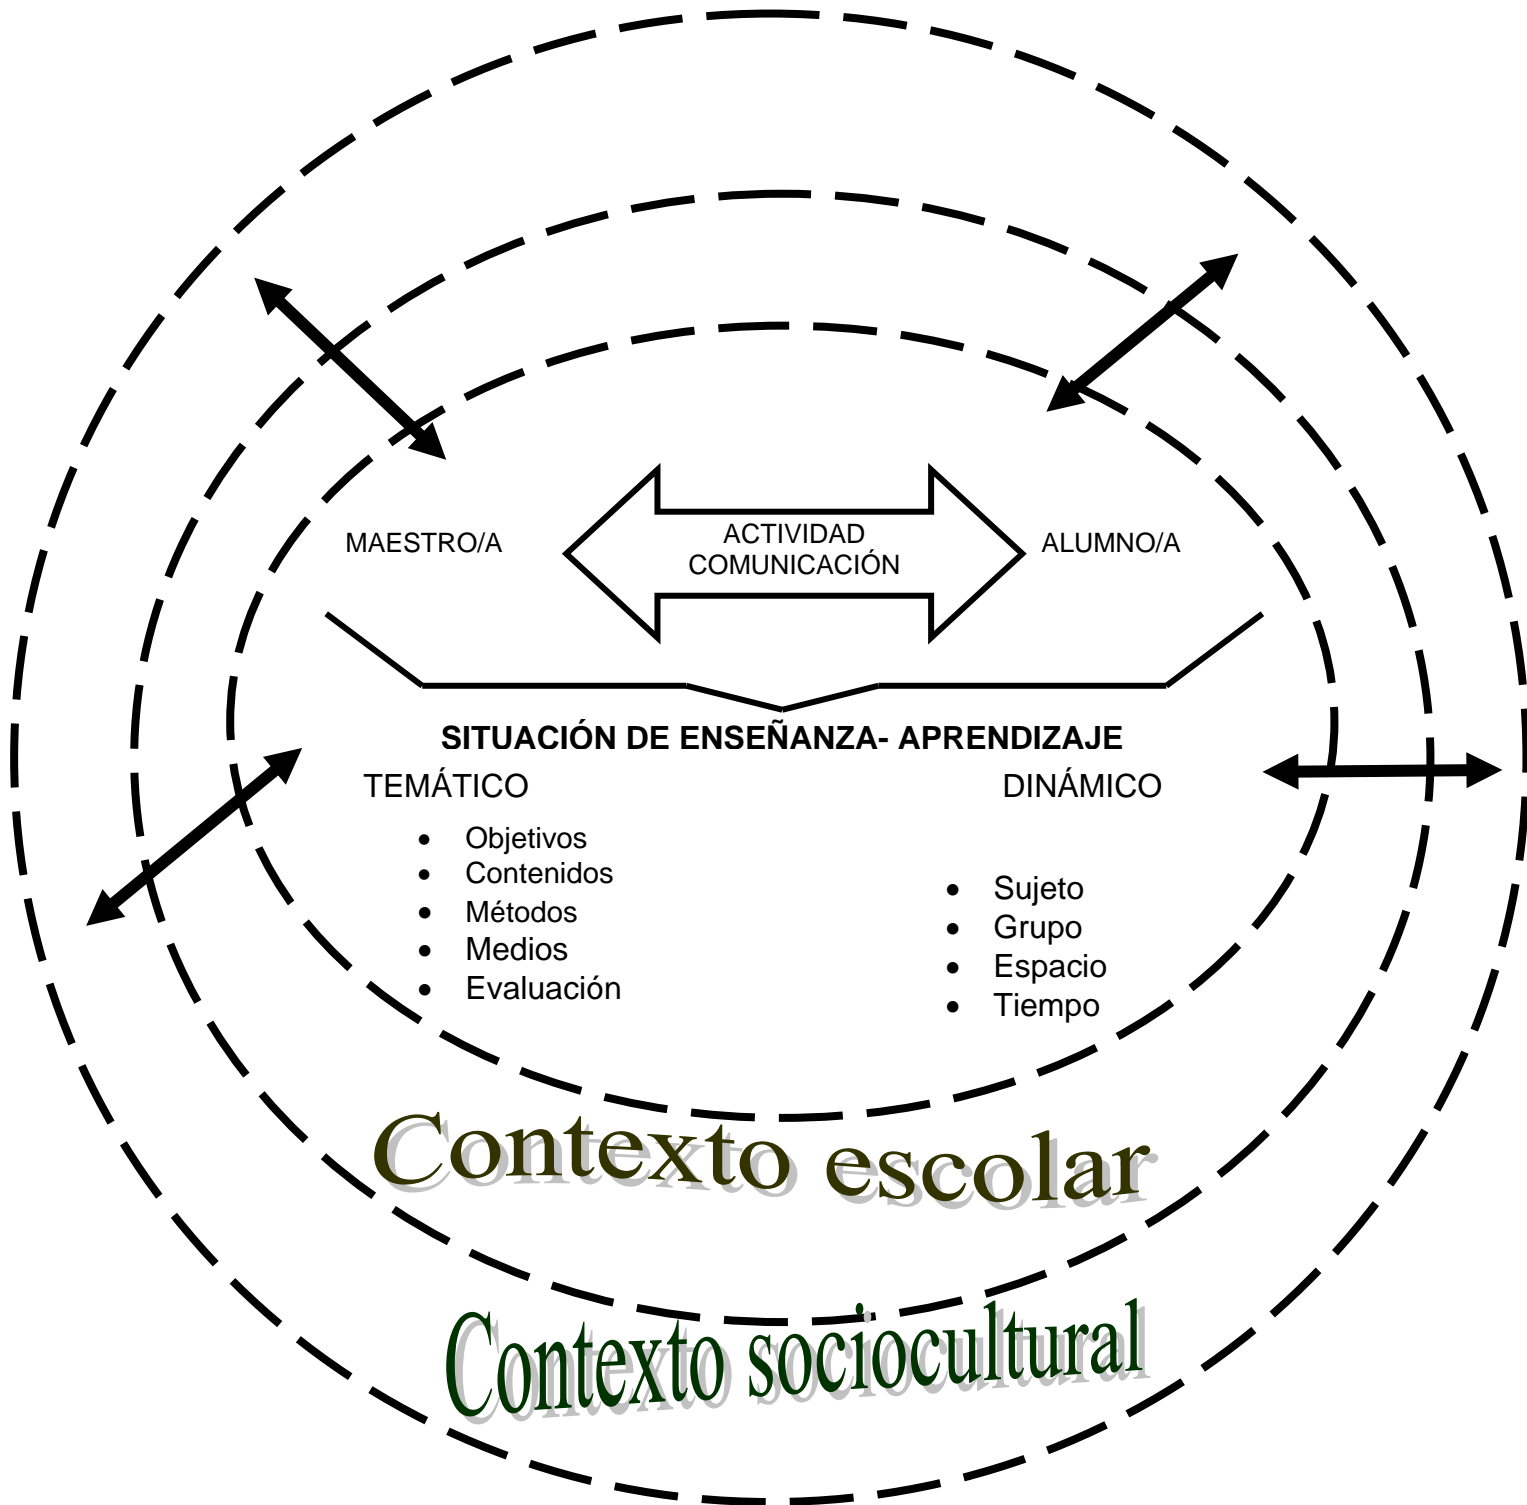 MAESTRO/A
ACTIVIDAD
COMUNICACIÓN
ALUMNO/A
SITUACIÓN DE ENSEÑANZA- APRENDIZAJE
TEMÁTICO
• Objetivos
• Contenidos
• Métodos
• Medios
• Evaluación
DINÁMICO
• Sujeto
• Grupo
• Espacio
• Tiempo
Contexto escolar
Contexto sociocultural